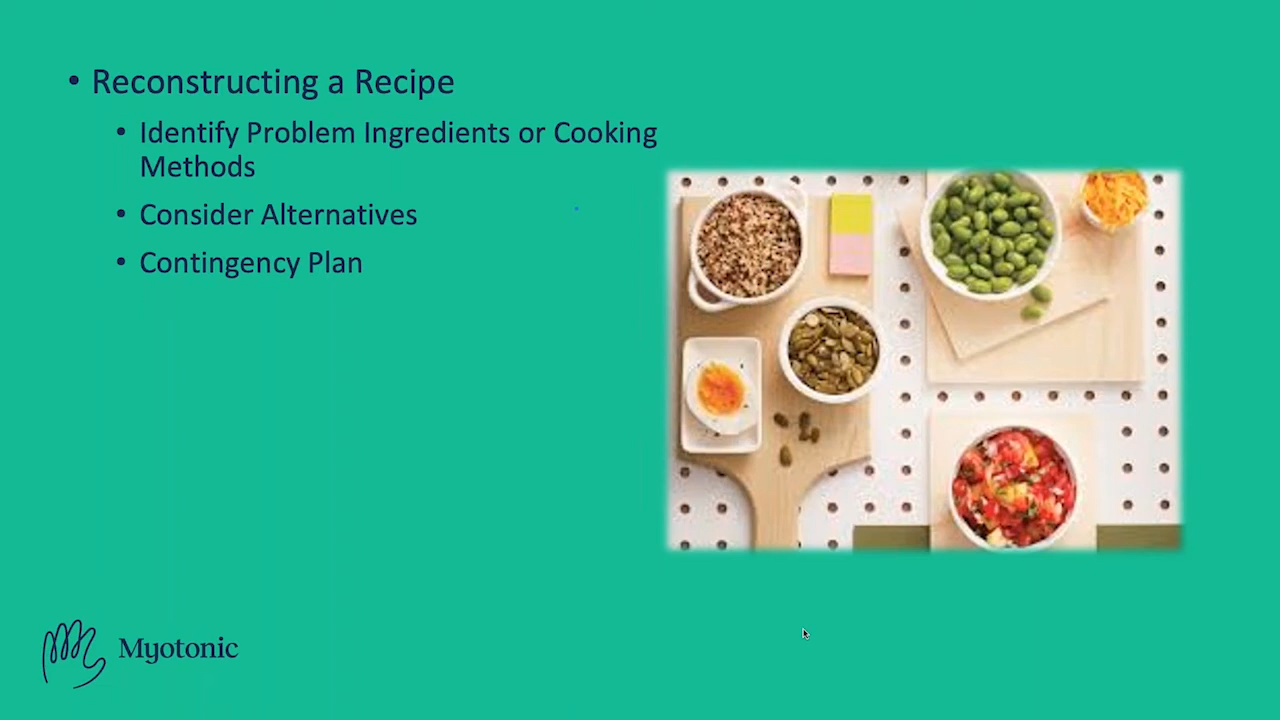 • Reconstructing a Recipe
• Identify Problem Ingredients or Cooking
Methods
• Consider Alternatives
• Contingency Plan
Myotonic